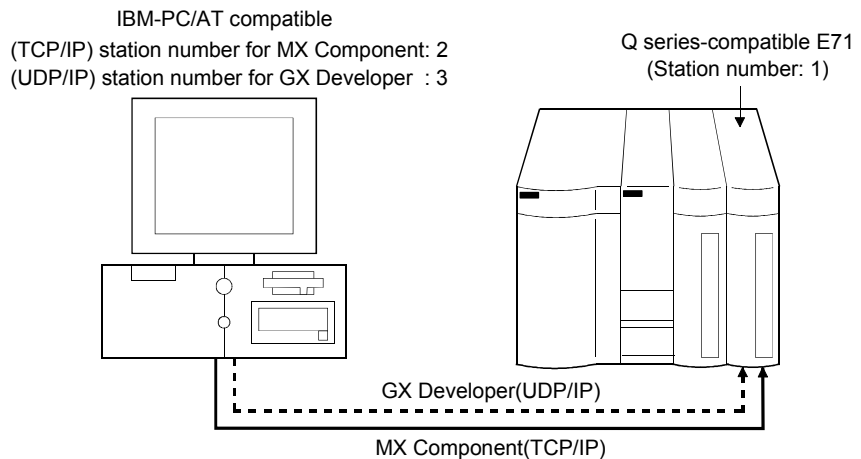 IBM-PC/AT compatible
(TCP/IP) station number for MX Component: 2
(UDP/IP) station number for GX Developer : 3
Q series-compatible E71
(Station number: 1)
GX Developer(UDP/IP)
MX Component(TCP/IP)